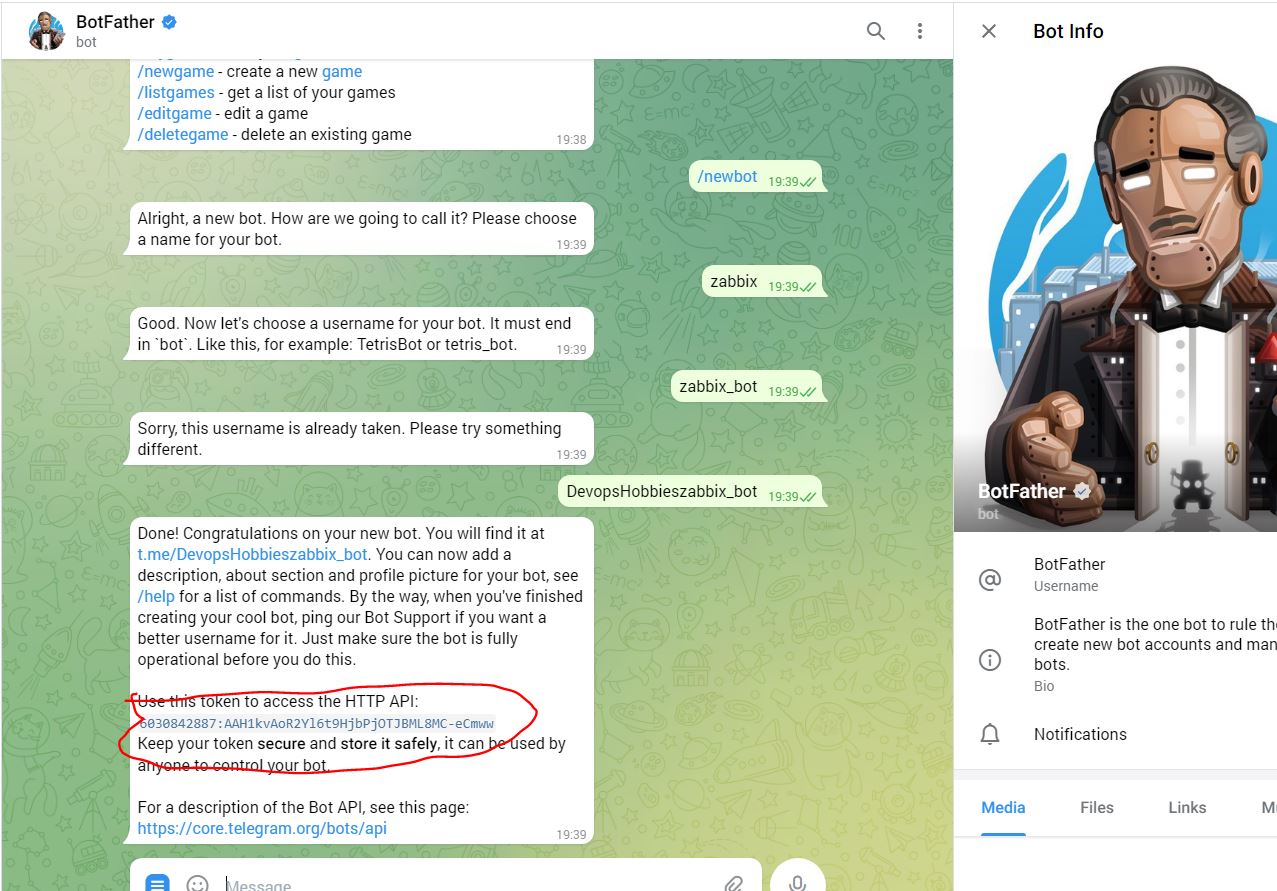 BotFather
bot
/newgame - create a new game
/listgames - get a list of your games
/editgame - edit a game
/deletegame - delete an existing game
19:38
/newbot 19:39
Alright, a new bot. How are we going to call it? Please choose
a name for your bot.
19:39
zabbix 19:39
Good. Now let's choose a username for your bot. It must end
in `bot`. Like this, for example: TetrisBot or tetris_bot.
19:39
zabbix_bot 19:39
Sorry, this username is already taken. Please try something
different.
19:39
DevopsHobbieszabbix_bot 19:39
Done! Congratulations on your new bot. You will find it at
t.me/DevopsHobbieszabbix_bot. You can now add a
description, about section and profile picture for your bot, see
/help for a list of commands. By the way, when you've finished
creating your cool bot, ping our Bot Support if you want a
better username for it. Just make sure the bot is fully
operational before you do this.
Use this token to access the HTTP API:
6030842887:AAH1kvAoR2Yl6t9HjbPjOTJBML8MC-eCmww
Keep your token secure and store it safely, it can be used by
anyone to control your bot.
For a description of the Bot API, see this page:
https://core.telegram.org/bots/api
19:39
Message
Bot Info
BotFather
bot
BotFather
Username
BotFather is the one bot to rule
create new bot accounts and
bots.
Bio
Notifications
Media Files Links